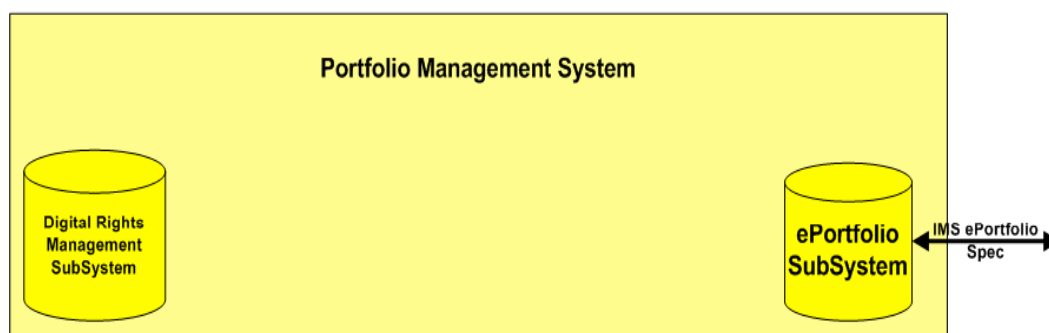 Portfolio Management System
Digital Rights
Management
SubSystem
ePortfolio
SubSystem
IMS ePortfolio
Spec